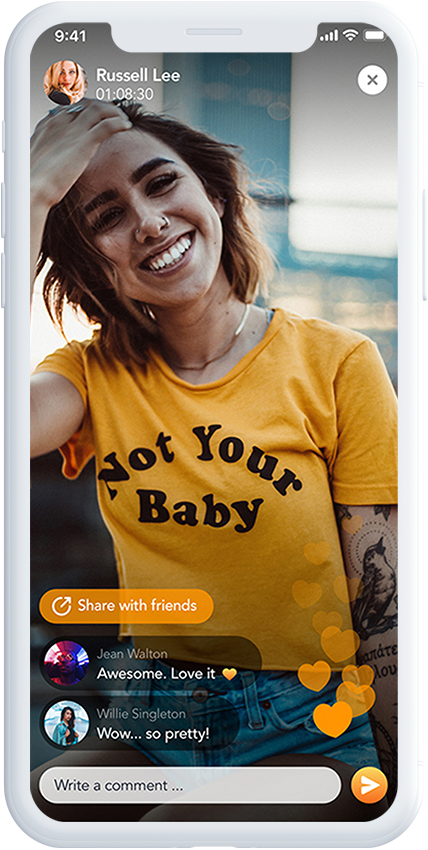 9:41
Russell Lee
01:08:30
Not Your
Baby
Share with friends
Jean Walton
Awesome. Love it 🧡
Willie Singleton
Wow... so pretty!
Write a comment ...